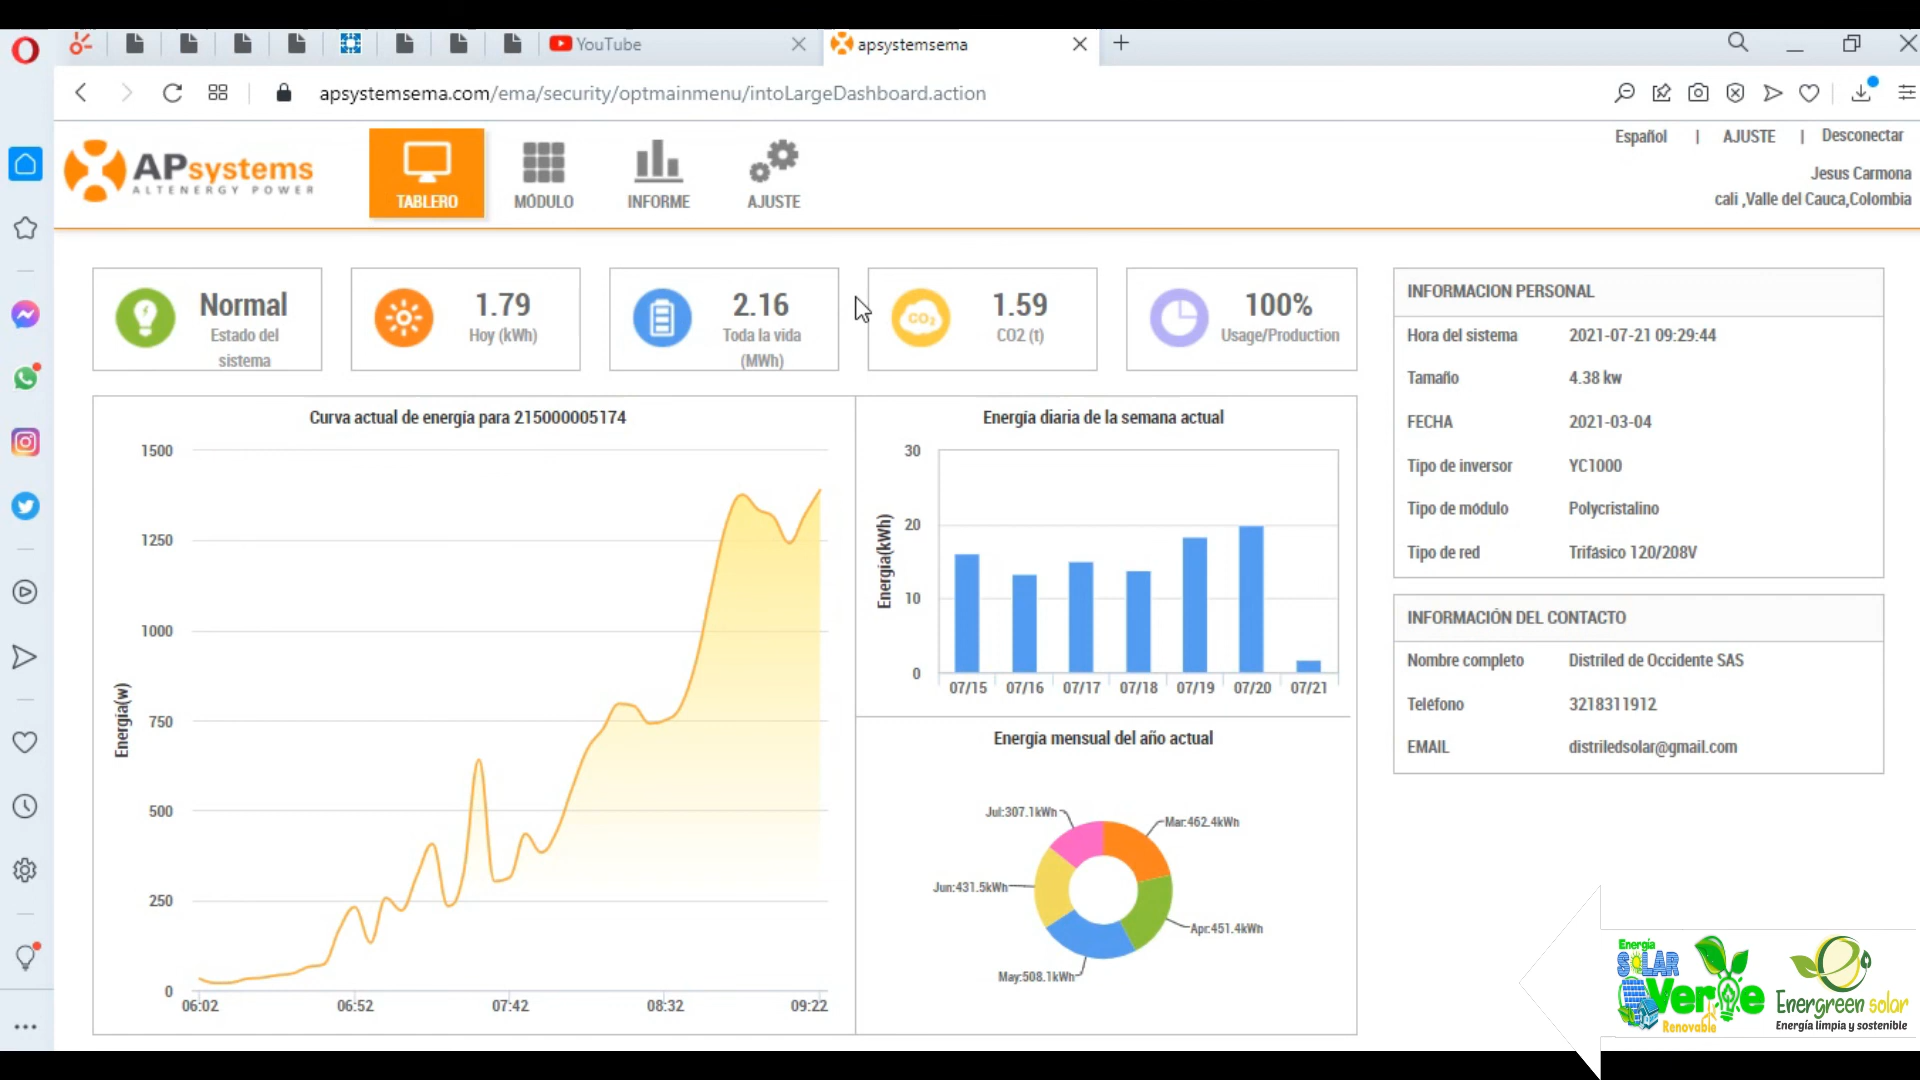 YouTube
apsystemsema
apsystemsema.com/ema/security/optmainmenu/intoLargeDashboard.action
Español | AJUSTE | Desconectar
APsystems
ALTENERGY POWER
TABLERO
MÓDULO
INFORME
AJUSTE
Jesus Carmona
cali ,Valle del Cauca,Colombia
Normal
Estado del
sistema
1.79
Hoy (kWh)
2.16
Toda la vida
(MWh)
CO2
1.59
CO2 (t)
100%
Usage/Production
INFORMACION PERSONAL
Hora del sistema 2021-07-21 09:29:44
Tamaño 4.38 kw
FECHA 2021-03-04
Tipo de inversor YC1000
Tipo de módulo Polycristalino
Tipo de red Trifásico 120/208V
INFORMACIÓN DEL CONTACTO
Nombre completo Distriled de Occidente SAS
Teléfono 3218311912
EMAIL distriledsolar@gmail.com
Curva actual de energía para 215000005174
1500
1250
1000
750
500
250
0
Energía(w)
06:02 06:52 07:42 08:32 09:22
Energía diaria de la semana actual
30
20
10
0
Energía(kWh)
07/15 07/16 07/17 07/18 07/19 07/20 07/21
Energía mensual del año actual
Jul:307.1kWh
Mar:462.4kWh
Jun:431.5kWh
Apr:451.4kWh
May:508.1kWh
Energía
SOLAR
Verde
Renovable
Energreen solar
Energía limpia y sostenible